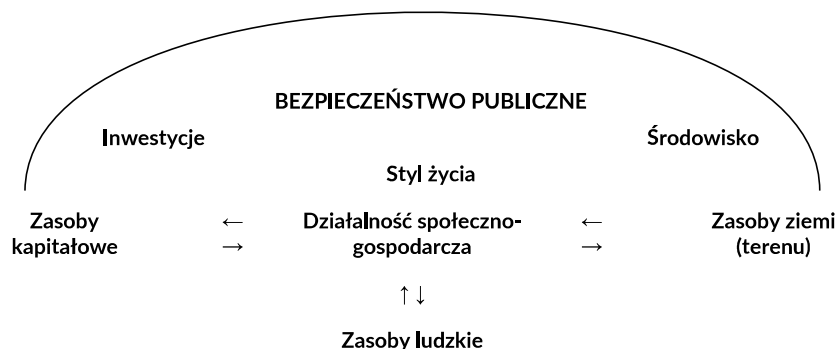 BEZPIECZEŃSTWO PUBLICZNE
Inwestycje
Środowisko
Styl życia
Zasoby ← Działalność społeczno- ← Zasoby ziemi
kapitałowe → gospodarcza → (terenu)
↑↓
Zasoby ludzkie